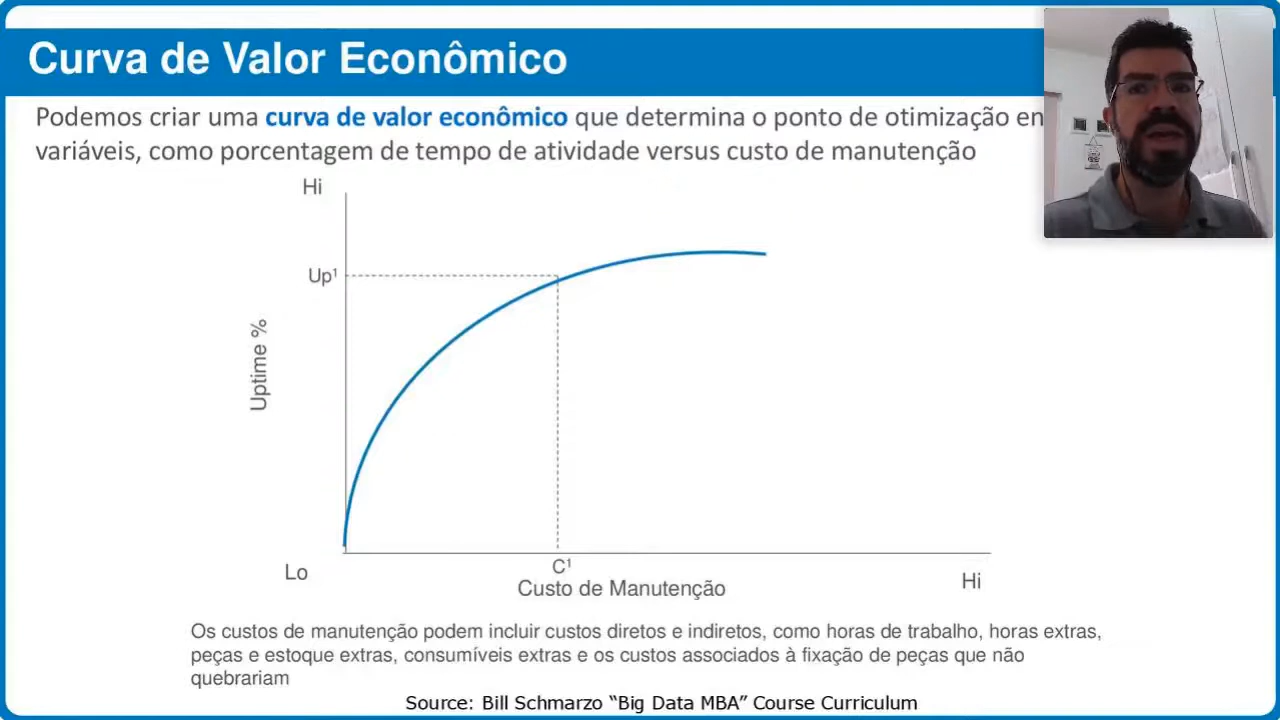 Curva de Valor Econômico
Podemos criar uma curva de valor econômico que determina o ponto de otimização en
variáveis, como porcentagem de tempo de atividade versus custo de manutenção
Hi
Up¹
Uptime %
Lo
C¹
Custo de Manutenção
Hi
Os custos de manutenção podem incluir custos diretos e indiretos, como horas de trabalho, horas extras,
peças e estoque extras, consumíveis extras e os custos associados à fixação de peças que não
quebrariam
Source: Bill Schmarzo “Big Data MBA” Course Curriculum